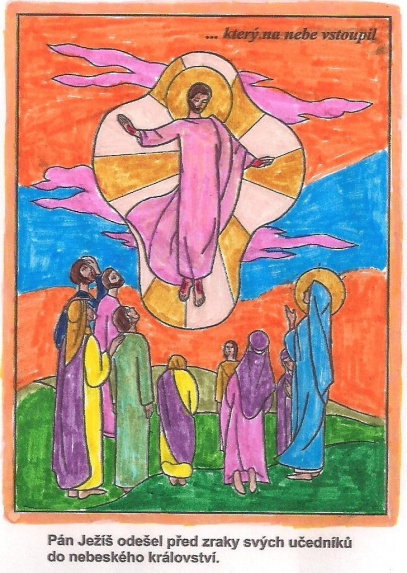 ... který na nebe vstoupil
Pán Ježíš odešel před zraky svých učedníků
do nebeského království.